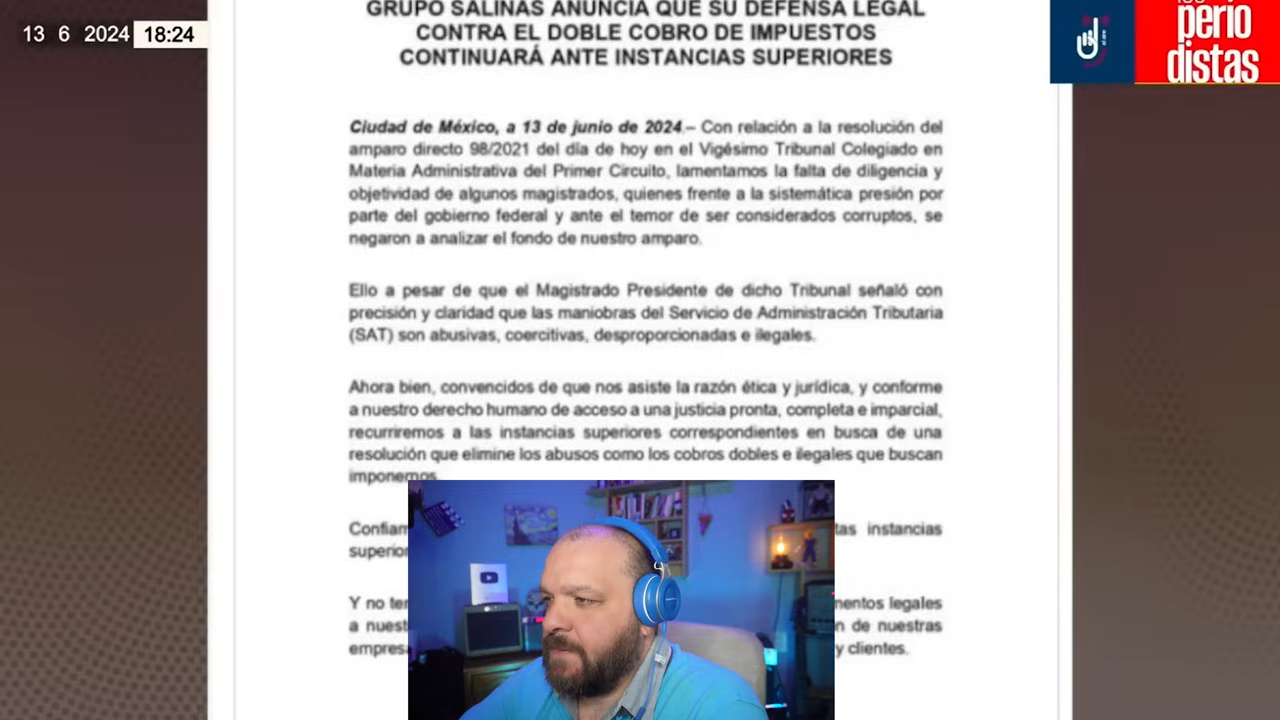 13 6 2024 18:24
los
perio
distas
GRUPO SALINAS ANUNCIA QUE SU DEFENSA LEGAL
CONTRA EL DOBLE COBRO DE IMPUESTOS
CONTINUARÁ ANTE INSTANCIAS SUPERIORES
Ciudad de México, a 13 de junio de 2024.– Con relación a la resolución del
amparo directo 98/2021 del día de hoy en el Vigésimo Tribunal Colegiado en
Materia Administrativa del Primer Circuito, lamentamos la falta de diligencia y
objetividad de algunos magistrados, quienes frente a la sistemática presión por
parte del gobierno federal y ante el temor de ser considerados corruptos, se
negaron a analizar el fondo de nuestro amparo.
Ello a pesar de que el Magistrado Presidente de dicho Tribunal señaló con
precisión y claridad que las maniobras del Servicio de Administración Tributaria
(SAT) son abusivas, coercitivas, desproporcionadas e ilegales.
Ahora bien, convencidos de que nos asiste la razón ética y jurídica, y conforme
a nuestro derecho humano de acceso a una justicia pronta, completa e imparcial,
recurriremos a las instancias superiores correspondientes en busca de una
resolución que elimine los abusos como los cobros dobles e ilegales que buscan
imponernos.
instancias
Y no
legales
a de nuestras
y clientes.